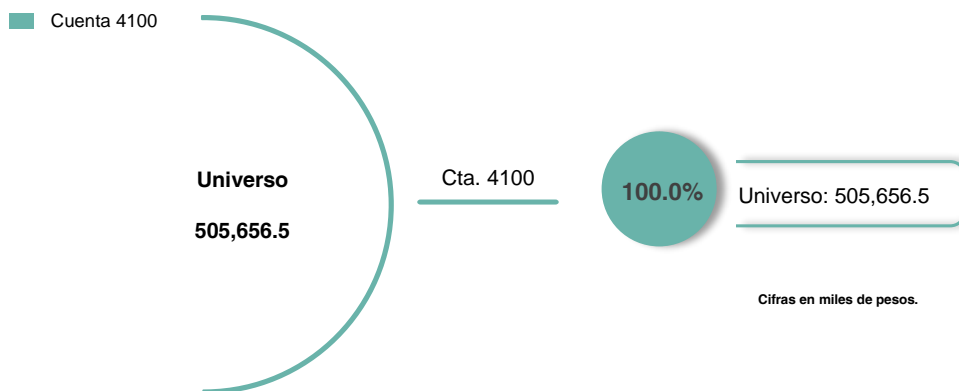 Cuenta 4100
Universo
505,656.5
Cta. 4100
100.0%
Universo: 505,656.5
Cifras en miles de pesos.